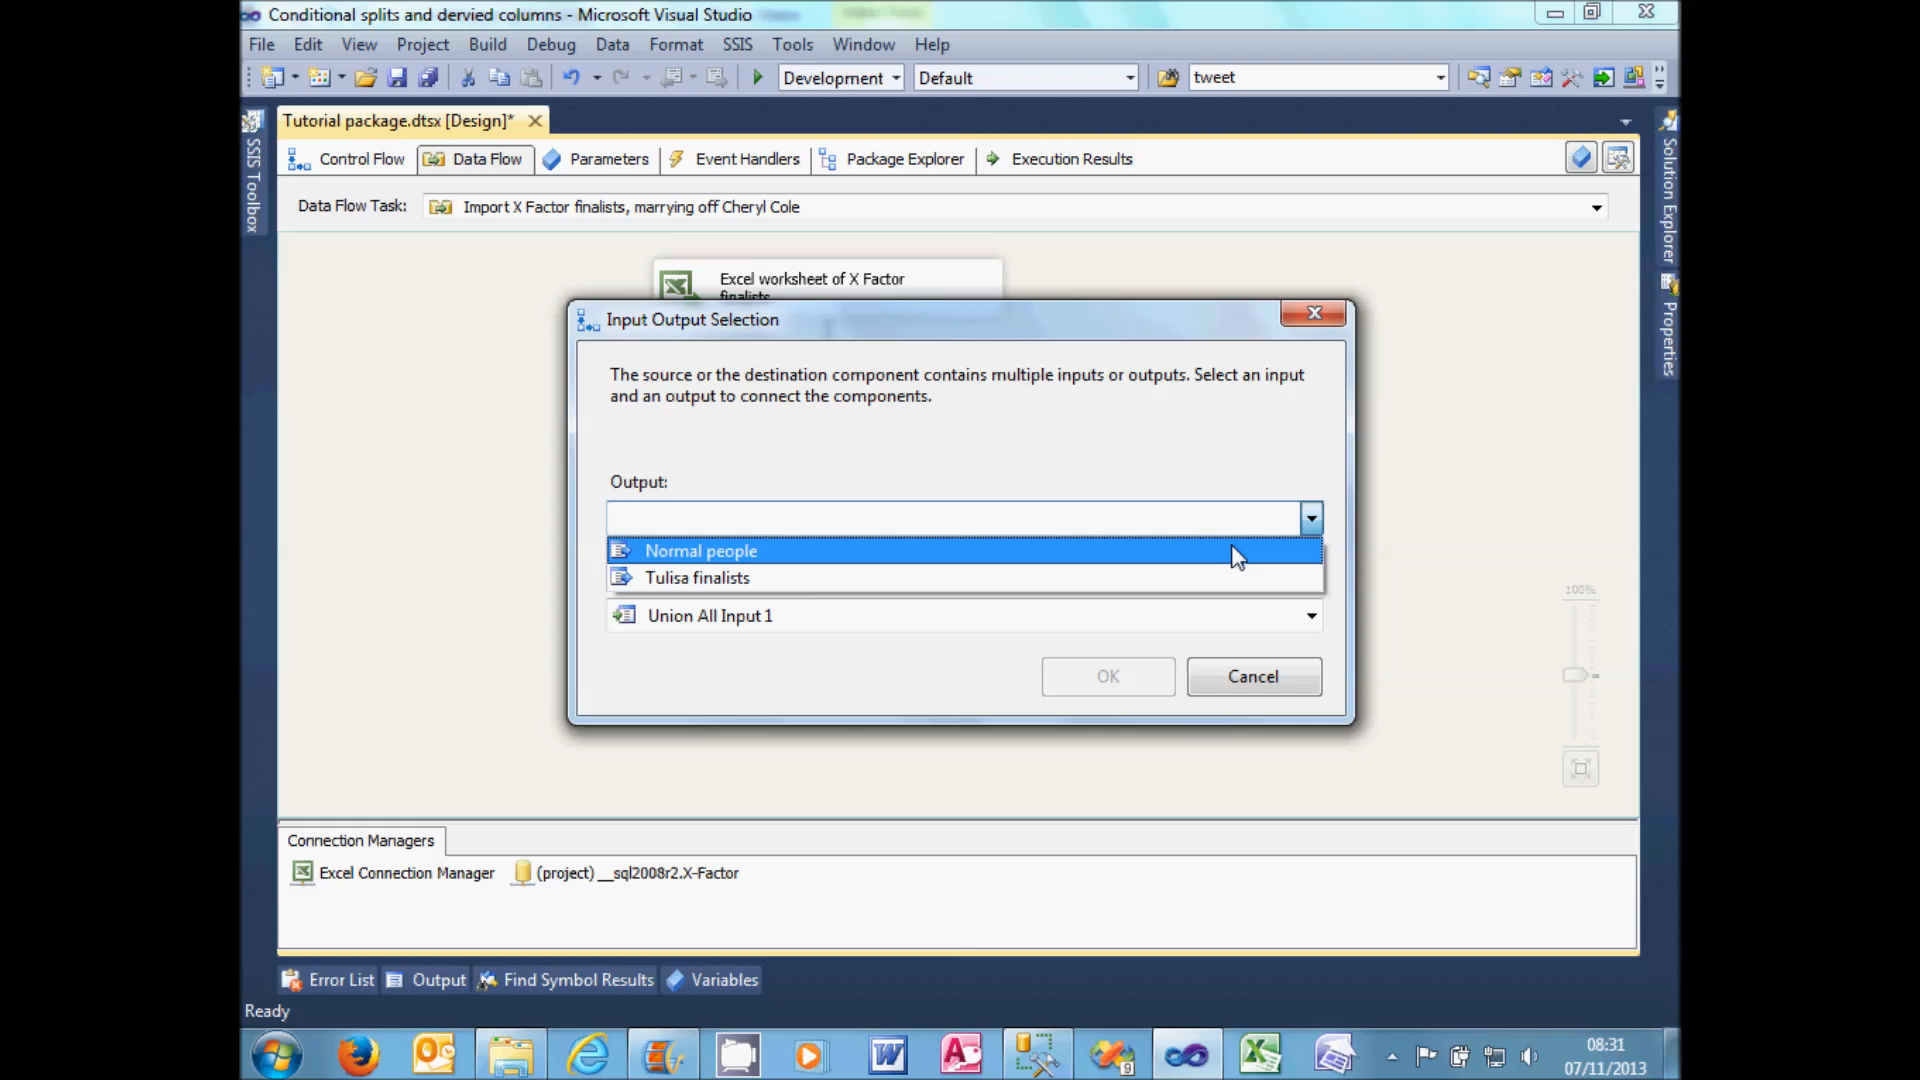 Conditional splits and dervied columns - Microsoft Visual Studio
File Edit View Project Build Debug Data Format SSIS Tools Window Help
Development Default tweet
Tutorial package.dtsx [Design]*
Control Flow Data Flow Parameters Event Handlers Package Explorer Execution Results
Data Flow Task: Import X Factor finalists, marrying off Cheryl Cole
SSIS Toolbox
Solution Explorer
Properties
Excel worksheet of X Factor
finalists
Input Output Selection
The source or the destination component contains multiple inputs or outputs. Select an input
and an output to connect the components.
Output:
Normal people
Tulisa finalists
Union All Input 1
OK Cancel
100%
Connection Managers
Excel Connection Manager (project) __sql2008r2.X-Factor
Error List Output Find Symbol Results Variables
Ready
08:31
07/11/2013